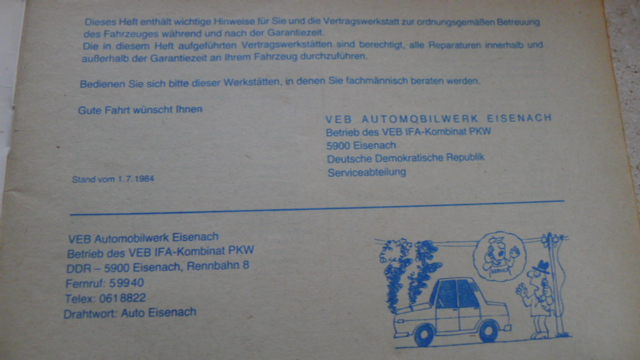 Dieses Heft enthält wichtige Hinweise für Sie und die Vertragswerkstatt zur ordnungsgemäßen Betreuung
des Fahrzeuges während und nach der Garantiezeit.
Die in diesem Heft aufgeführten Vertragswerkstätten sind berechtigt, alle Reparaturen innerhalb und
außerhalb der Garantiezeit an Ihrem Fahrzeug durchzuführen.
Bedienen Sie sich bitte dieser Werkstätten, in denen Sie fachmännisch beraten werden.
Gute Fahrt wünscht Ihnen
VEB AUTOMOBILWERK EISENACH
Betrieb des VEB IFA-Kombinat PKW
5900 Eisenach
Deutsche Demokratische Republik
Serviceabteilung
Stand vom 1.7.1984
VEB Automobilwerk Eisenach
Betrieb des VEB IFA-Kombinat PKW
DDR – 5900 Eisenach, Rennbahn 8
Fernruf: 59940
Telex: 0618822
Drahtwort: Auto Eisenach